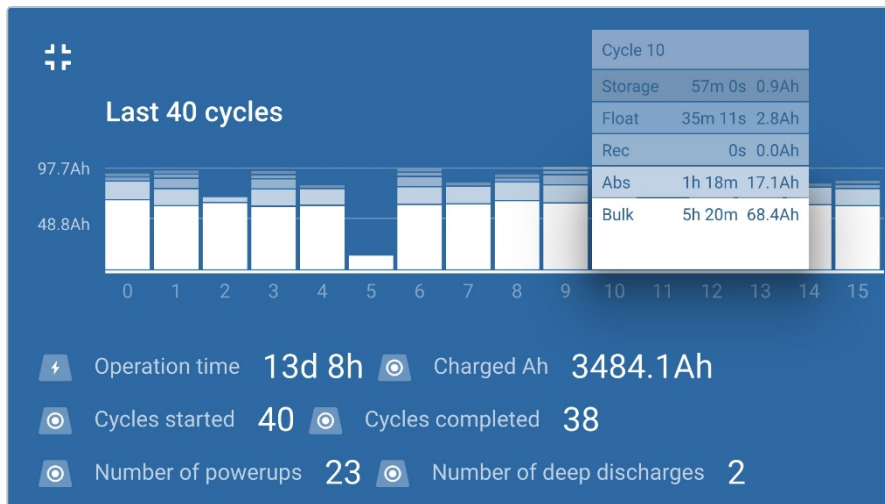 Cycle 10
Storage 57m 0s 0.9Ah
Last 40 cycles
Float 35m 11s 2.8Ah
Rec 0s 0.0Ah
97.7Ah
Abs 1h 18m 17.1Ah
Bulk 5h 20m 68.4Ah
48.8Ah
0 1 2 3 4 5 6 7 8 9 10 11 12 13 14 15
Operation time 13d 8h Charged Ah 3484.1Ah
Cycles started 40 Cycles completed 38
Number of powerups 23 Number of deep discharges 2